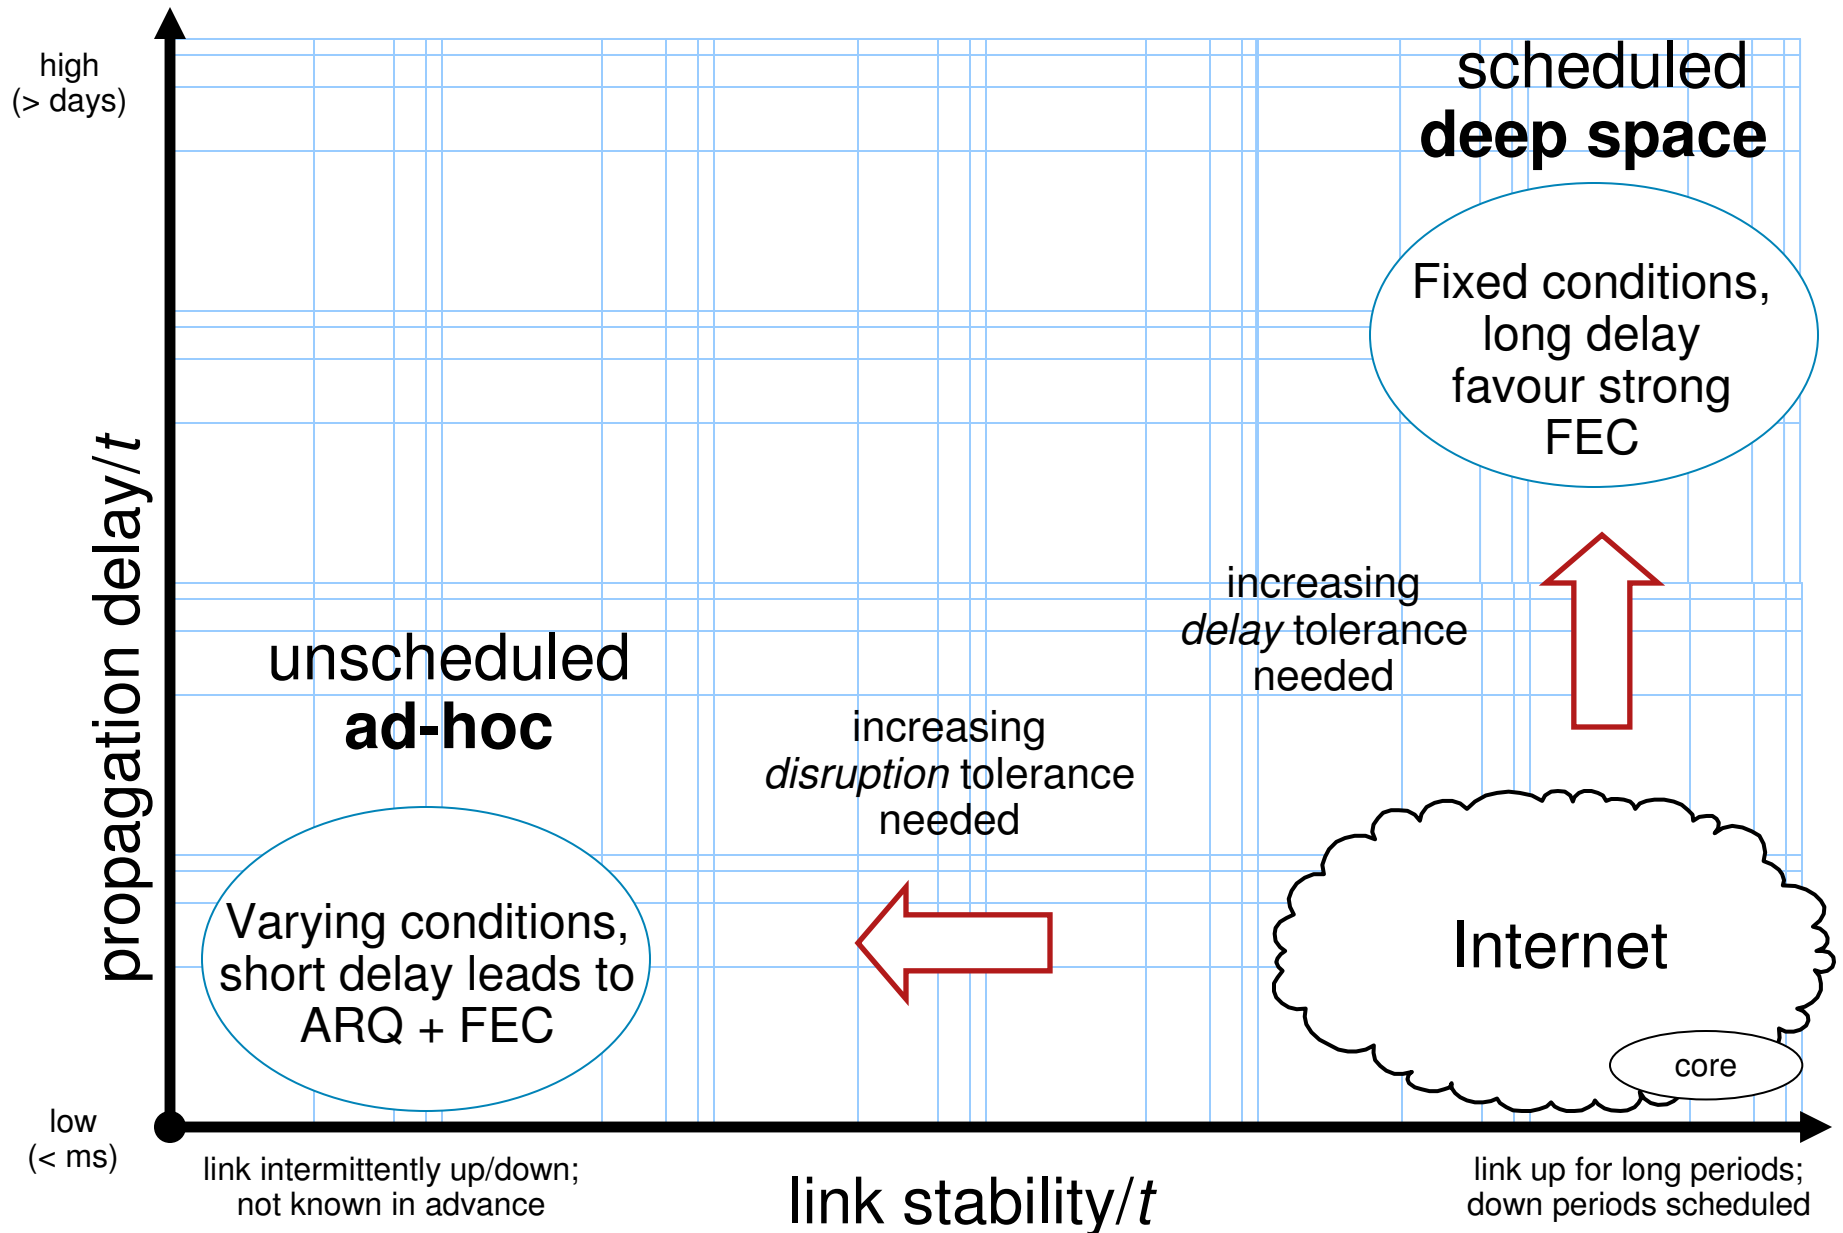 high
(> days)
scheduled
deep space
Fixed conditions,
long delay
favour strong
FEC
propagation delay/t
increasing
delay tolerance
needed
unscheduled
ad-hoc
increasing
disruption tolerance
needed
Varying conditions,
short delay leads to
ARQ + FEC
Internet
core
low
(< ms)
link intermittently up/down;
not known in advance
link stability/t
link up for long periods;
down periods scheduled